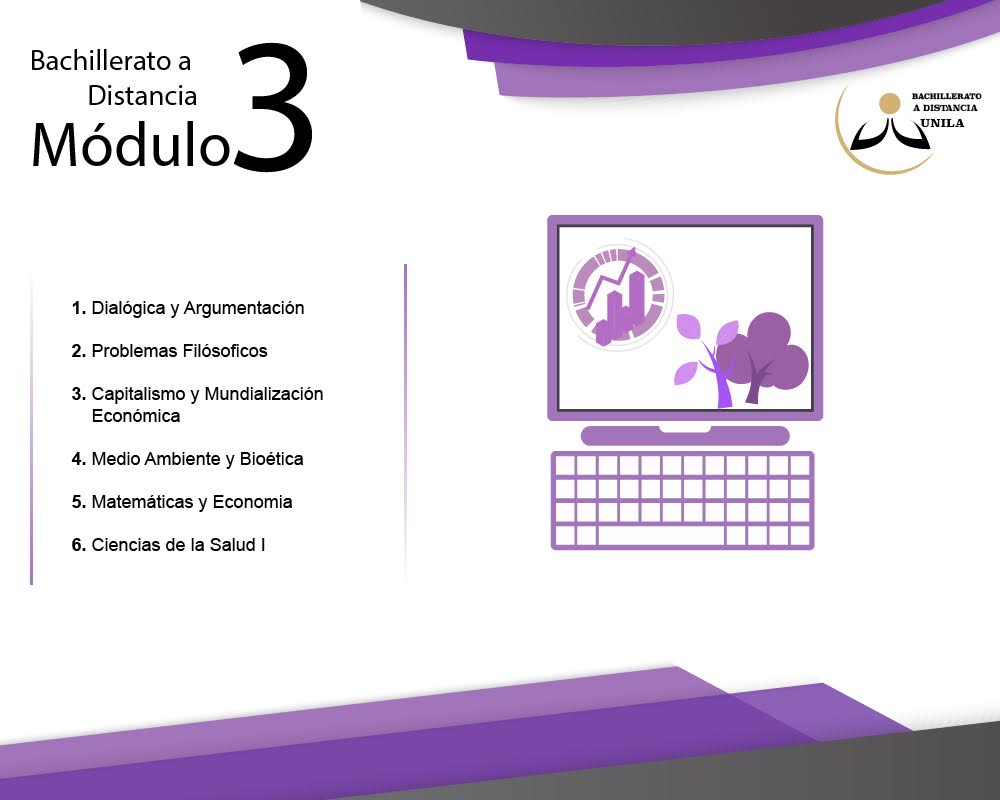 Bachillerato a
Distancia
Módulo 3
BACHILLERATO
A DISTANCIA
UNILA
1. Dialógica y Argumentación
2. Problemas Filósoficos
3. Capitalismo y Mundialización
Económica
4. Medio Ambiente y Bioética
5. Matemáticas y Economia
6. Ciencias de la Salud I